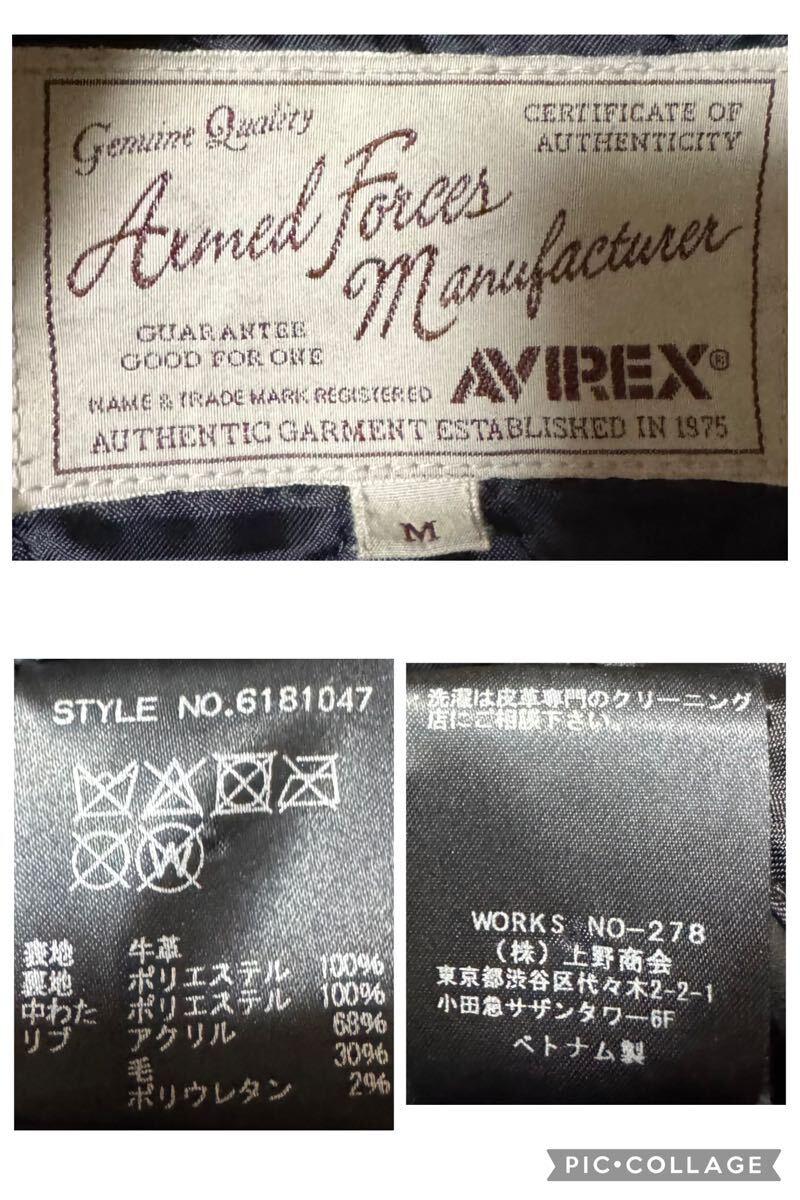 Genuine Quality
CERTIFICATE OF
AUTHENTICITY
Armed Forces
Manufacturer
GUARANTEE
GOOD FOR ONE
AVIREX®
NAME & TRADE MARK REGISTERED
AUTHENTIC GARMENT ESTABLISHED IN 1975
M
STYLE NO.6181047
W
表地 牛革
裏地 ポリエステル 100%
中わた ポリエステル 100%
リブ アクリル 68%
毛 30%
ポリウレタン 2%
洗濯は皮革専門のクリーニング
店にご相談下さい。
WORKS NO-278
(株)上野商会
東京都渋谷区代々木2-2-1
小田急サザンタワー6F
ベトナム製
PIC•COLLAGE